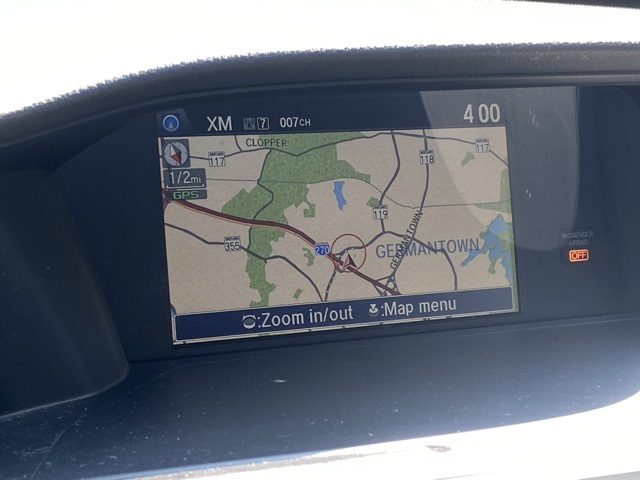 XM 7 007CH 4 00
CLOPPER
117
117
118
1/2mi
GPS
119
355
270
GERMANTOWN
GERMANTOWN
:Zoom in/out :Map menu
PASSENGER
AIRBAG
OFF